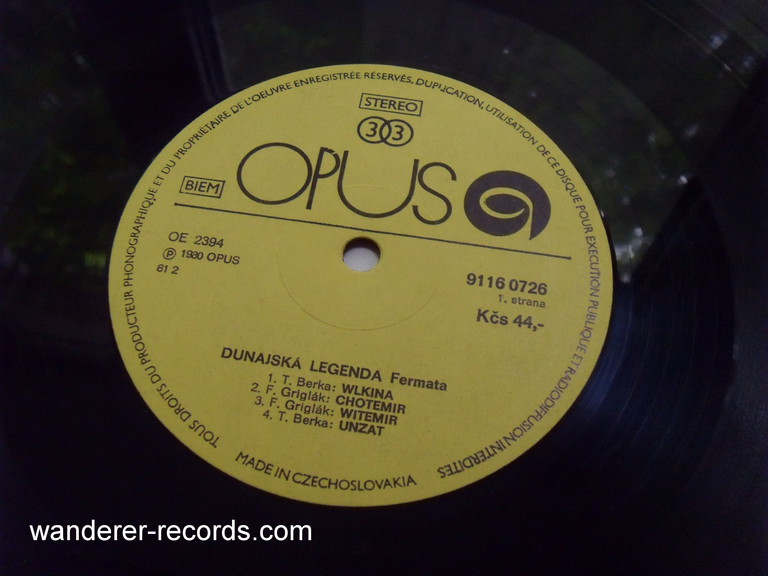 TOUS DROITS DU PRODUCTEUR PHONOGRAPHIQUE ET DU PROPRIÉTAIRE DE L'OEUVRE ENREGISTRÉE RÉSERVÉS. DUPLICATION, UTILISATION DE CE DISQUE POUR EXECUTION PUBLIQUE ET RADIODIFFUSION INTERDITES
STEREO
33
BIEM
OPUS
OE 2394
Ⓟ 1980 OPUS
61 2
9116 0726
1. strana
Kčs 44,-
DUNAJSKÁ LEGENDA Fermata
1. T. Berka: WLKINA
2. F. Griglák: CHOTEMIR
3. F. Griglák: WITEMIR
4. T. Berka: UNZAT
MADE IN CZECHOSLOVAKIA
wanderer-records.com